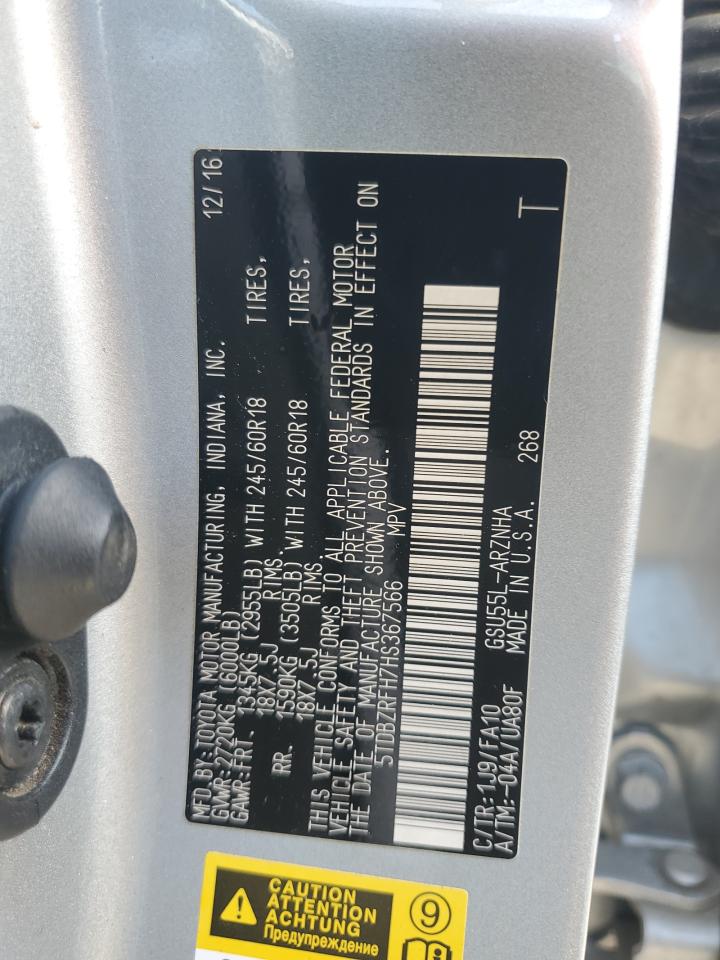 MFD BY: TOYOTA MOTOR MANUFACTURING, INDIANA, INC. 12/16
GVWR: 2720KG (6000LB)
GAWR: FRT. 1345KG (2955LB) WITH 245/60R18 TIRES,
18X7.5J RIMS,
RR. 1590KG (3505LB) WITH 245/60R18 TIRES,
18X7.5J RIMS,
THIS VEHICLE CONFORMS TO ALL APPLICABLE FEDERAL MOTOR
VEHICLE SAFETY AND THEFT PREVENTION STANDARDS IN EFFECT ON
THE DATE OF MANUFACTURE SHOWN ABOVE.
5TDBZRFH7HS367566 MPV
C/TR:1J9/FA10 GSU55L-ARZNHA
A/TM:-04A/UA80F MADE IN U.S.A. 268 T
CAUTION
ATTENTION
ACHTUNG
Предупреждение
9